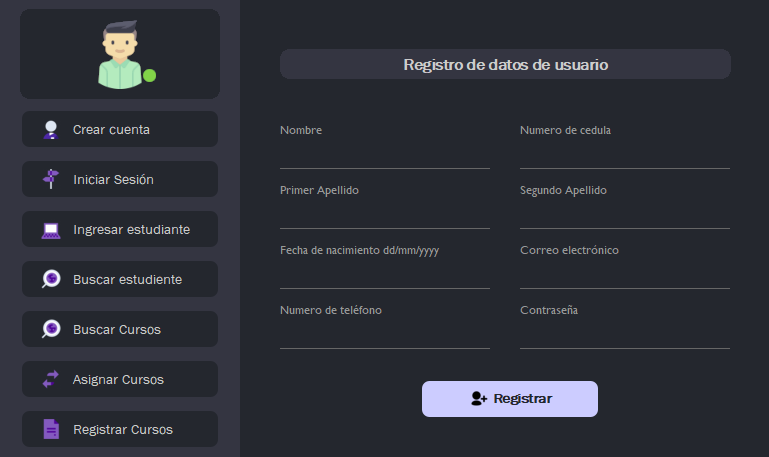 Crear cuenta
Iniciar Sesión
Ingresar estudiante
Buscar estudiente
Buscar Cursos
Asignar Cursos
Registrar Cursos
Registro de datos de usuario
Nombre
Numero de cedula
Primer Apellido
Segundo Apellido
Fecha de nacimiento dd/mm/yyyy
Correo electrónico
Numero de teléfono
Contraseña
Registrar